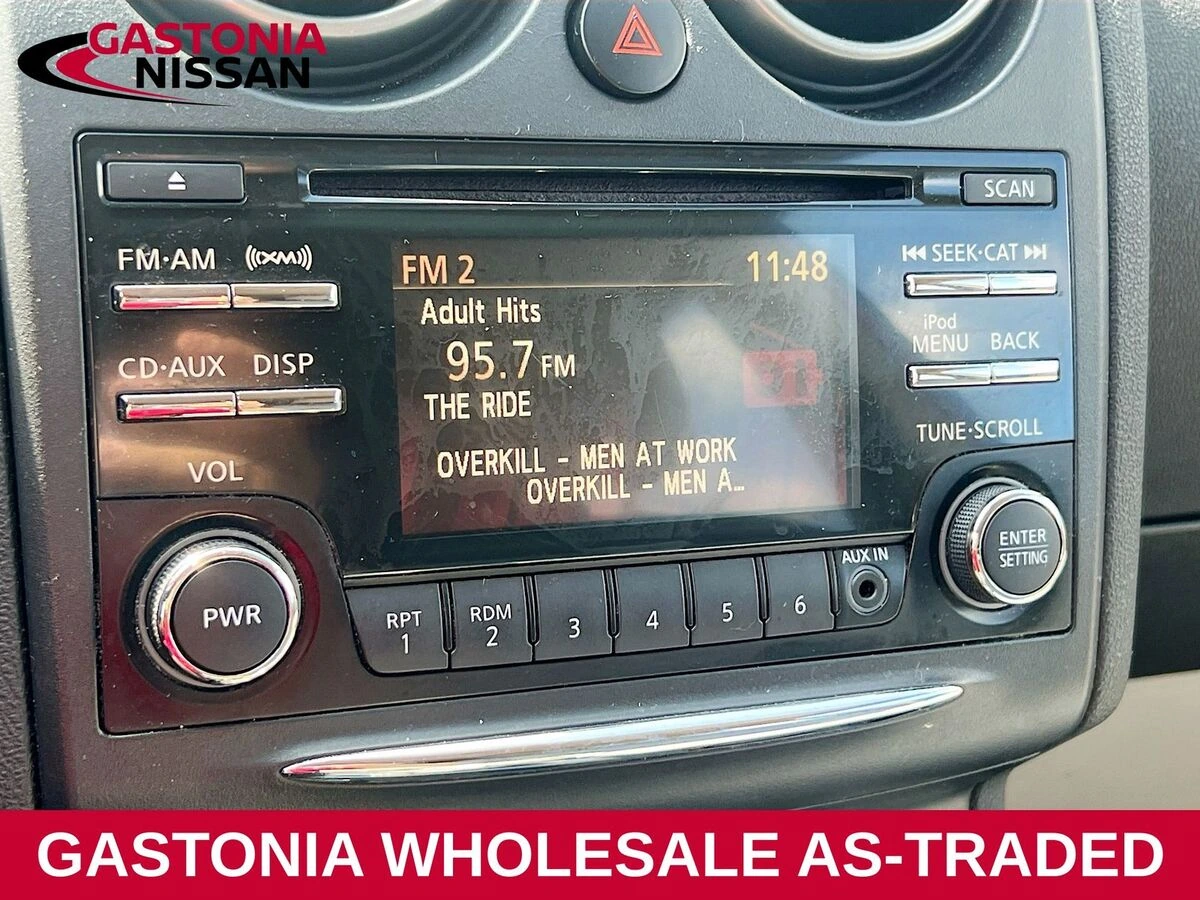 GASTONIA
NISSAN
SCAN
FM·AM
((XM))
FM 2
11:48
SEEK·CAT
Adult Hits
iPod
MENU
BACK
95.7 FM
CD·AUX
DISP
THE RIDE
TUNE·SCROLL
OVERKILL - MEN AT WORK
VOL
OVERKILL - MEN A…
ENTER
SETTING
AUX IN
PWR
RPT
1
RDM
2
3
4
5
6
GASTONIA WHOLESALE AS-TRADED